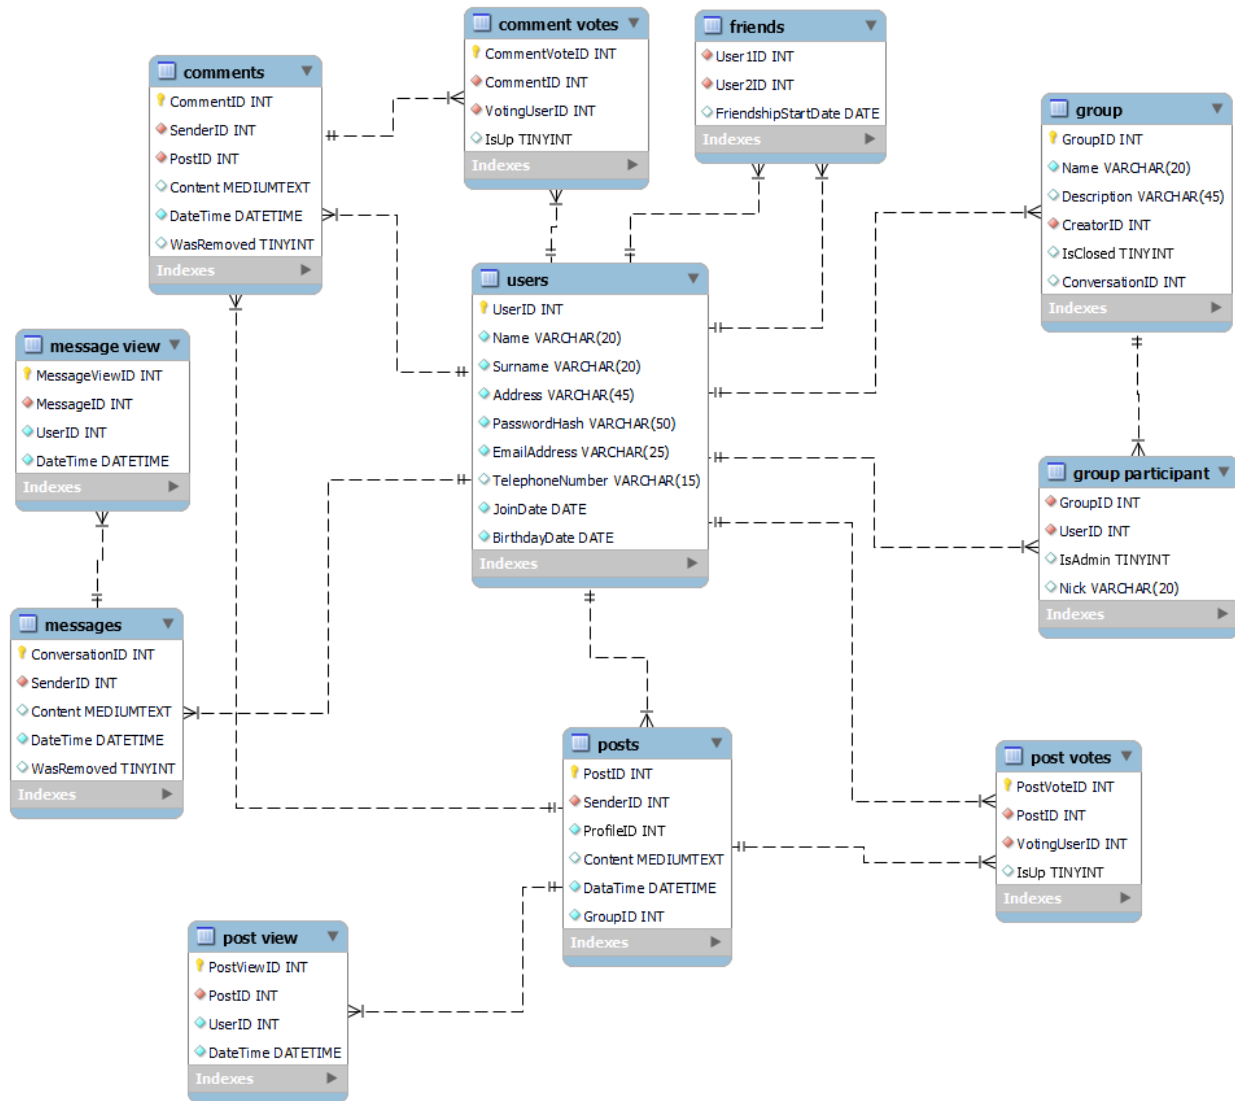 comment votes
CommentVoteID INT
CommentID INT
VotingUserID INT
IsUp TINYINT
Indexes
friends
User1ID INT
User2ID INT
FriendshipStartDate DATE
Indexes
comments
CommentID INT
SenderID INT
PostID INT
Content MEDIUMTEXT
DateTime DATETIME
WasRemoved TINYINT
Indexes
group
GroupID INT
Name VARCHAR(20)
Description VARCHAR(45)
CreatorID INT
IsClosed TINYINT
ConversationID INT
Indexes
users
UserID INT
Name VARCHAR(20)
Surname VARCHAR(20)
Address VARCHAR(45)
PasswordHash VARCHAR(50)
EmailAddress VARCHAR(25)
TelephoneNumber VARCHAR(15)
JoinDate DATE
BirthdayDate DATE
Indexes
message view
MessageViewID INT
MessageID INT
UserID INT
DateTime DATETIME
Indexes
group participant
GroupID INT
UserID INT
IsAdmin TINYINT
Nick VARCHAR(20)
Indexes
messages
ConversationID INT
SenderID INT
Content MEDIUMTEXT
DateTime DATETIME
WasRemoved TINYINT
Indexes
posts
PostID INT
SenderID INT
ProfileID INT
Content MEDIUMTEXT
DataTime DATETIME
GroupID INT
Indexes
post votes
PostVoteID INT
PostID INT
VotingUserID INT
IsUp TINYINT
Indexes
post view
PostViewID INT
PostID INT
UserID INT
DateTime DATETIME
Indexes